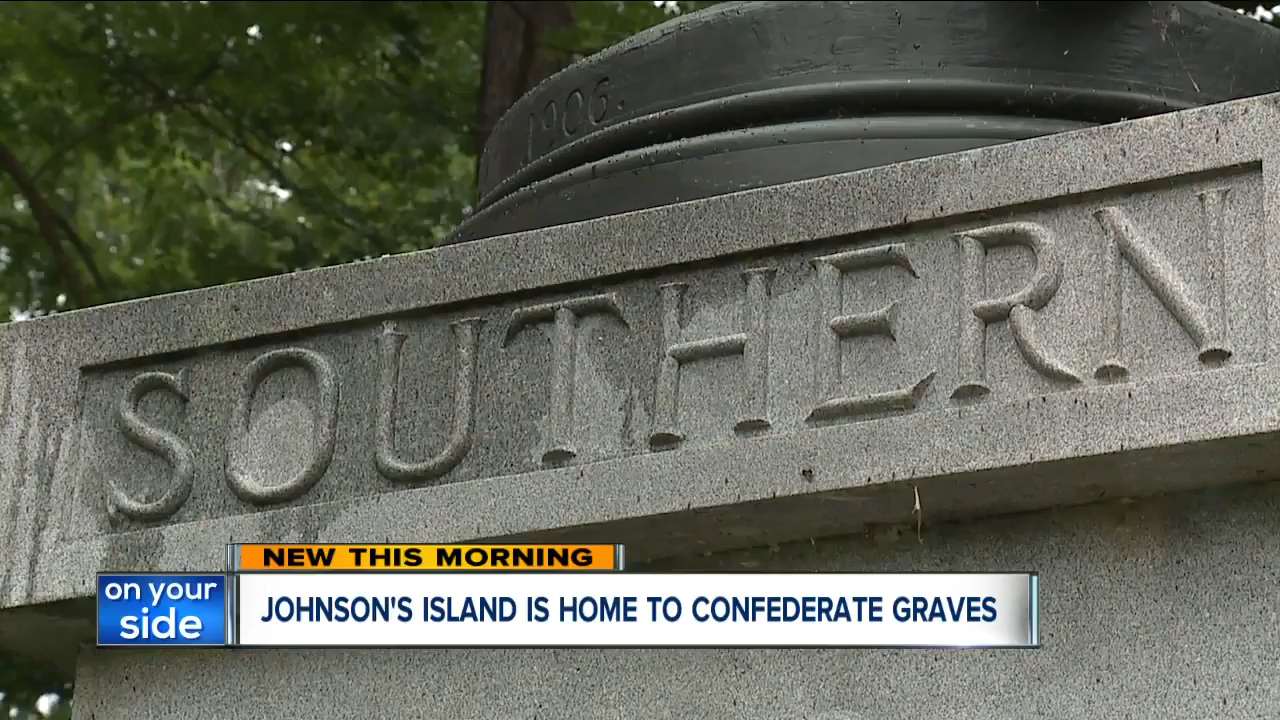 1906.
SOUTHERN
NEW THIS MORNING
on your
side
JOHNSON'S ISLAND IS HOME TO CONFEDERATE GRAVES